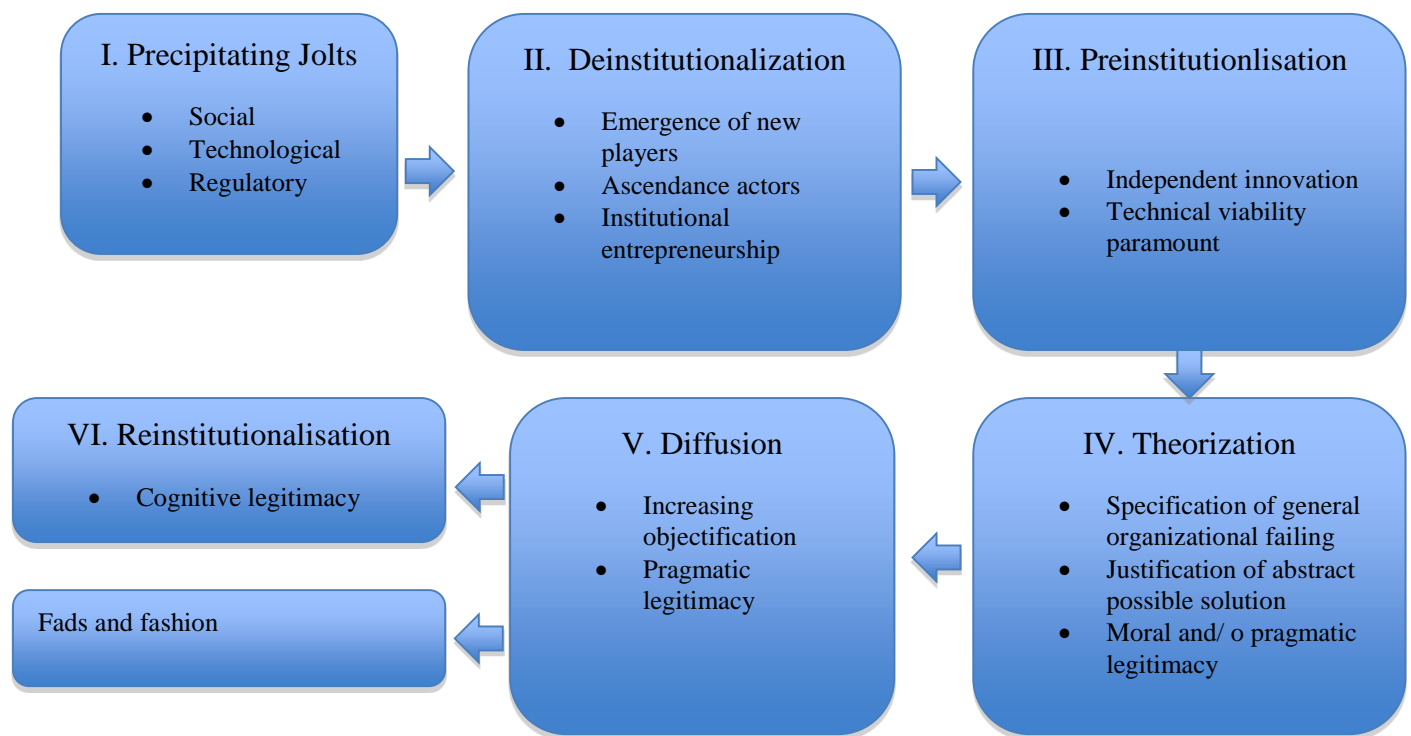 I. Precipitating Jolts
• Social
• Technological
• Regulatory
II. Deinstitutionalization
• Emergence of new
players
• Ascendance actors
• Institutional
entrepreneurship
III. Preinstitutionlisation
• Independent innovation
• Technical viability
paramount
IV. Theorization
• Specification of general
organizational failing
• Justification of abstract
possible solution
• Moral and/ o pragmatic
legitimacy
V. Diffusion
• Increasing
objectification
• Pragmatic
legitimacy
VI. Reinstitutionalisation
• Cognitive legitimacy
Fads and fashion